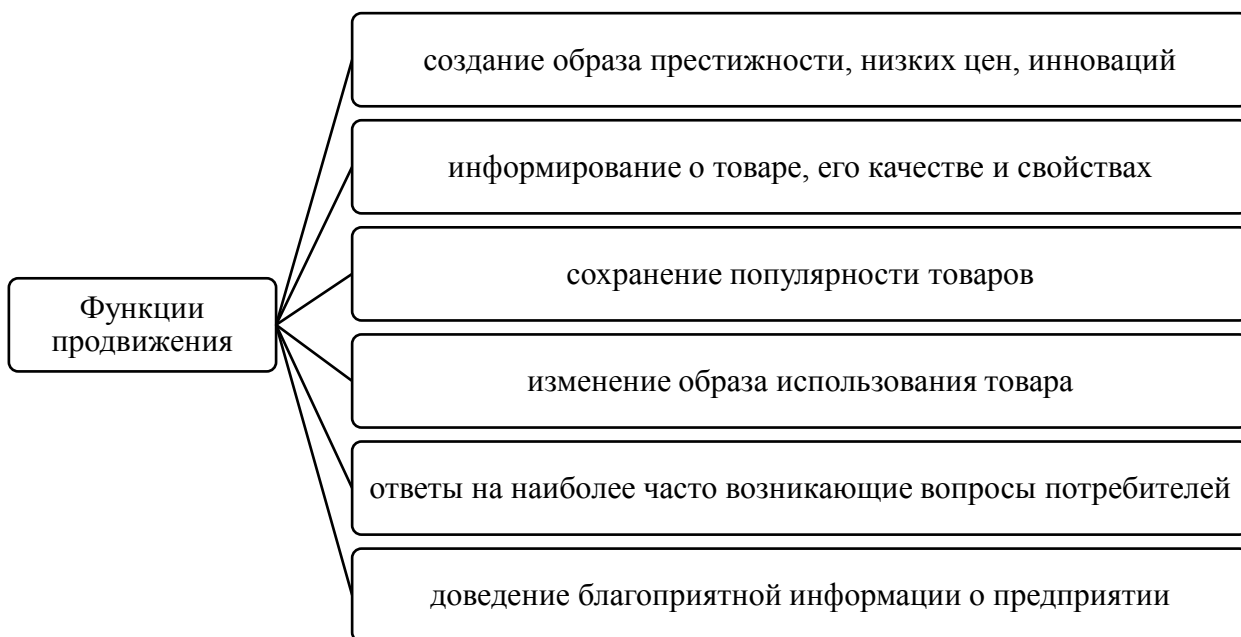 создание образа престижности, низких цен, инноваций
информирование о товаре, его качестве и свойствах
сохранение популярности товаров
Функции
продвижения
изменение образа использования товара
ответы на наиболее часто возникающие вопросы потребителей
доведение благоприятной информации о предприятии